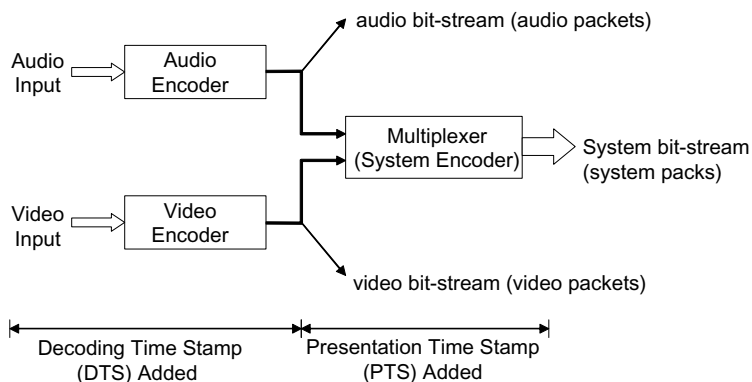 audio bit-stream (audio packets)
Audio
Input
Audio
Encoder
Multiplexer
(System Encoder)
System bit-stream
(system packs)
Video
Input
Video
Encoder
video bit-stream (video packets)
Decoding Time Stamp
(DTS) Added
Presentation Time Stamp
(PTS) Added